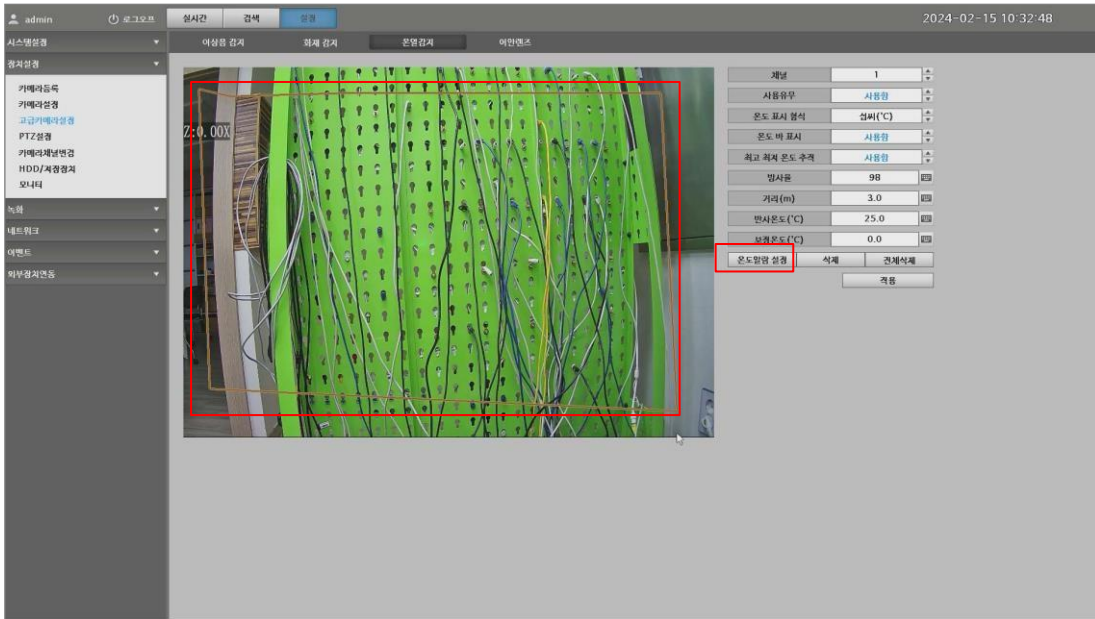 admin 로그오프 실시간 검색 설정 2024-02-15 10:32:48
시스템설정 이상음 감지 화재 감지 온열감지 어안렌즈
장치설정
카메라등록
카메라설정
고급카메라설정
PTZ설정
카메라채널변경
HDD/저장장치
모니터
녹화
네트워크
이벤트
외부장치연동
Z:0.00X
채널 1
사용유무 사용함
온도 표시 형식 섭씨(℃)
온도 바 표시 사용함
최고 최저 온도 추적 사용함
방사율 98
거리(m) 3.0
반사온도(℃) 25.0
보정온도(℃) 0.0
온도알람 설정 삭제 전체삭제
적용